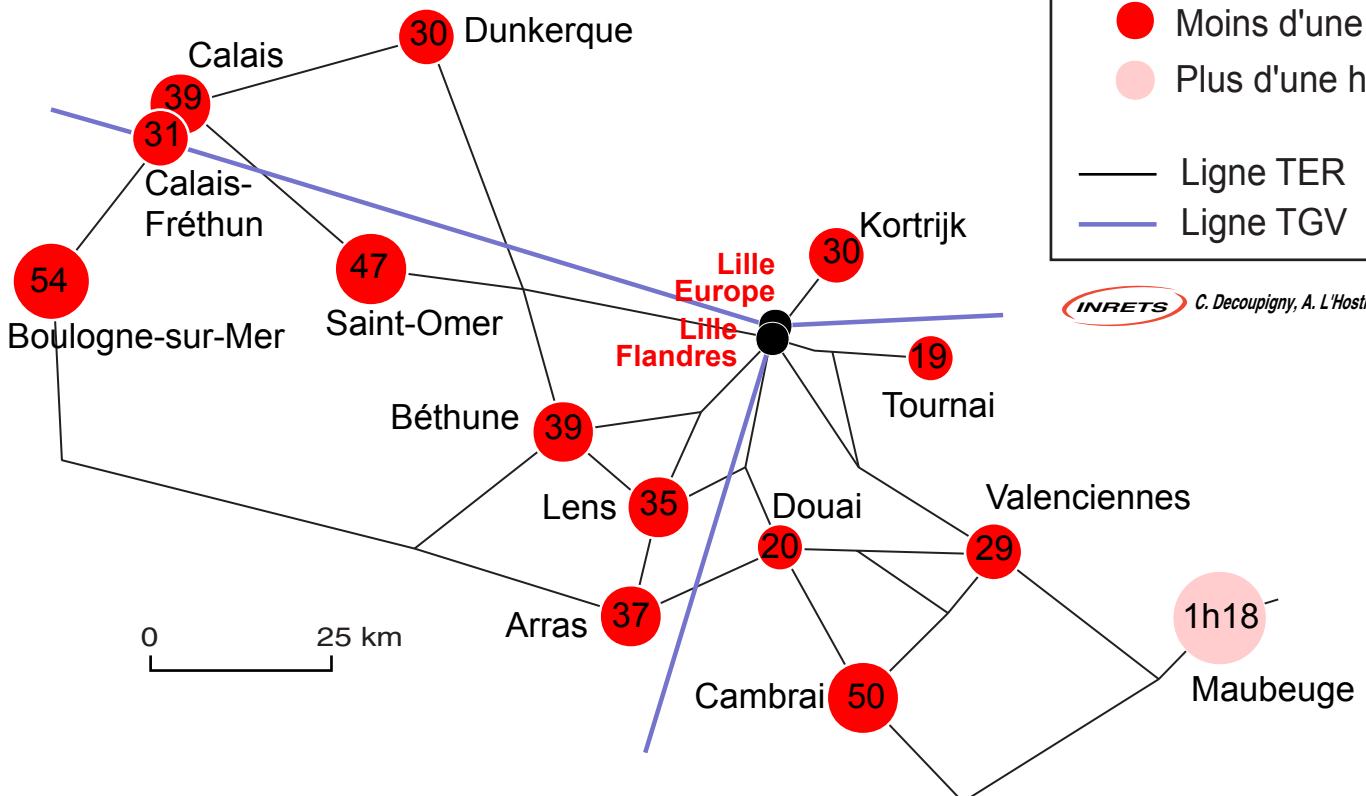 30 Dunkerque
Moins d'une
Plus d'une h
Calais
39
31
Calais-
Fréthun
Ligne TER
Ligne TGV
Kortrijk
30
54
Boulogne-sur-Mer
47
Saint-Omer
Lille
Europe
Lille
Flandres
INRETS C. Decoupigny, A. L'Hosti
19
Tournai
Béthune
39
Lens
35
Douai
20
Valenciennes
29
Arras
37
1h18
Maubeuge
Cambrai
50
0 25 km